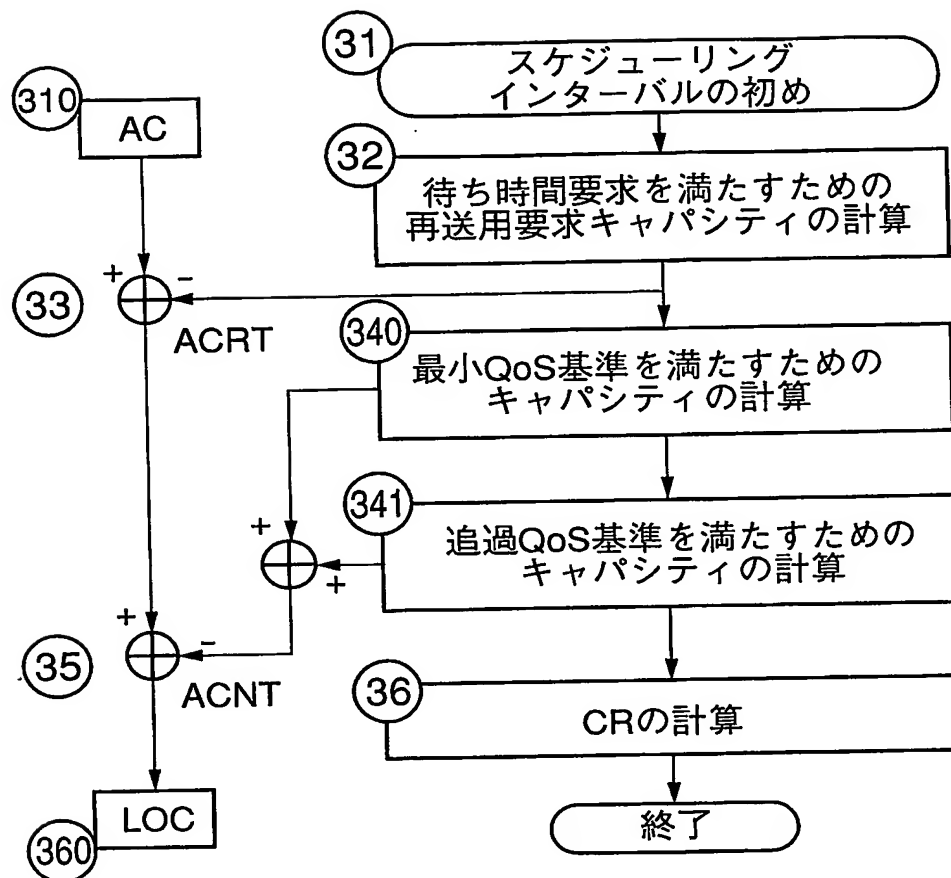 31
スケジューリング
インターバルの初め
310
AC
32
待ち時間要求を満たすための
再送用要求キャパシティの計算
+
-
33
ACRT
340
最小QoS基準を満たすための
キャパシティの計算
341
追過QoS基準を満たすための
キャパシティの計算
+
+
+
-
35
ACNT
36
CRの計算
LOC
360
終了